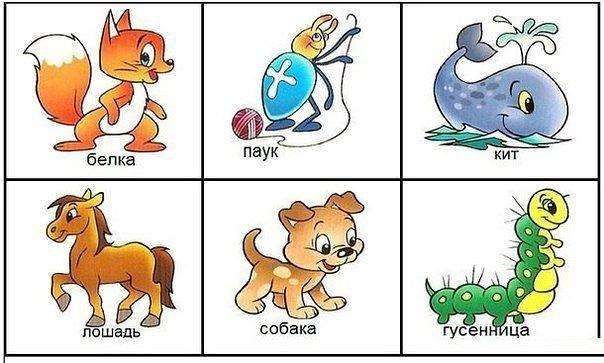 белка
паук
кит
лошадь
собака
гусенница